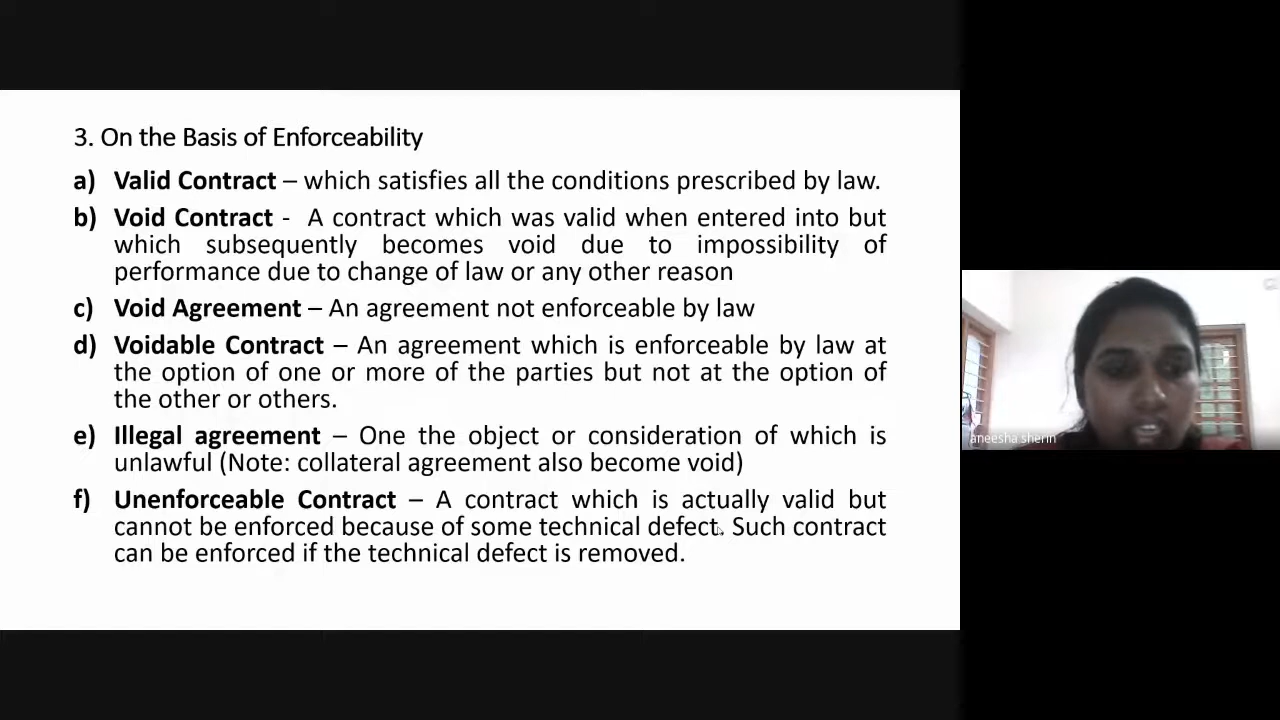 3. On the Basis of Enforceability
a) Valid Contract – which satisfies all the conditions prescribed by law.
b) Void Contract - A contract which was valid when entered into but
which subsequently becomes void due to impossibility of
performance due to change of law or any other reason
c) Void Agreement – An agreement not enforceable by law
d) Voidable Contract – An agreement which is enforceable by law at
the option of one or more of the parties but not at the option of
the other or others.
e) Illegal agreement – One the object or consideration of which is
unlawful (Note: collateral agreement also become void)
f) Unenforceable Contract – A contract which is actually valid but
cannot be enforced because of some technical defect. Such contract
can be enforced if the technical defect is removed.
aneesha sherin